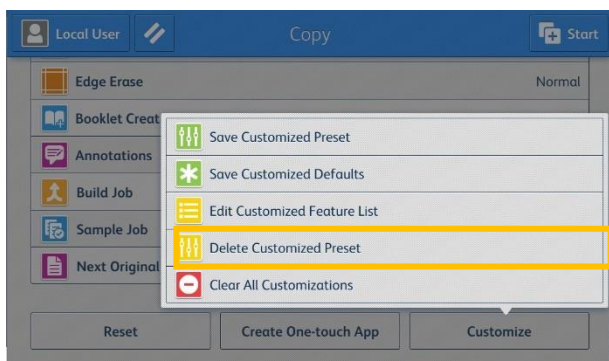 Local User
Copy
Start
Edge Erase
Normal
Booklet Creat
Annotations
Build Job
Sample Job
Next Original
Save Customized Preset
Save Customized Defaults
Edit Customized Feature List
Delete Customized Preset
Clear All Customizations
Reset
Create One-touch App
Customize